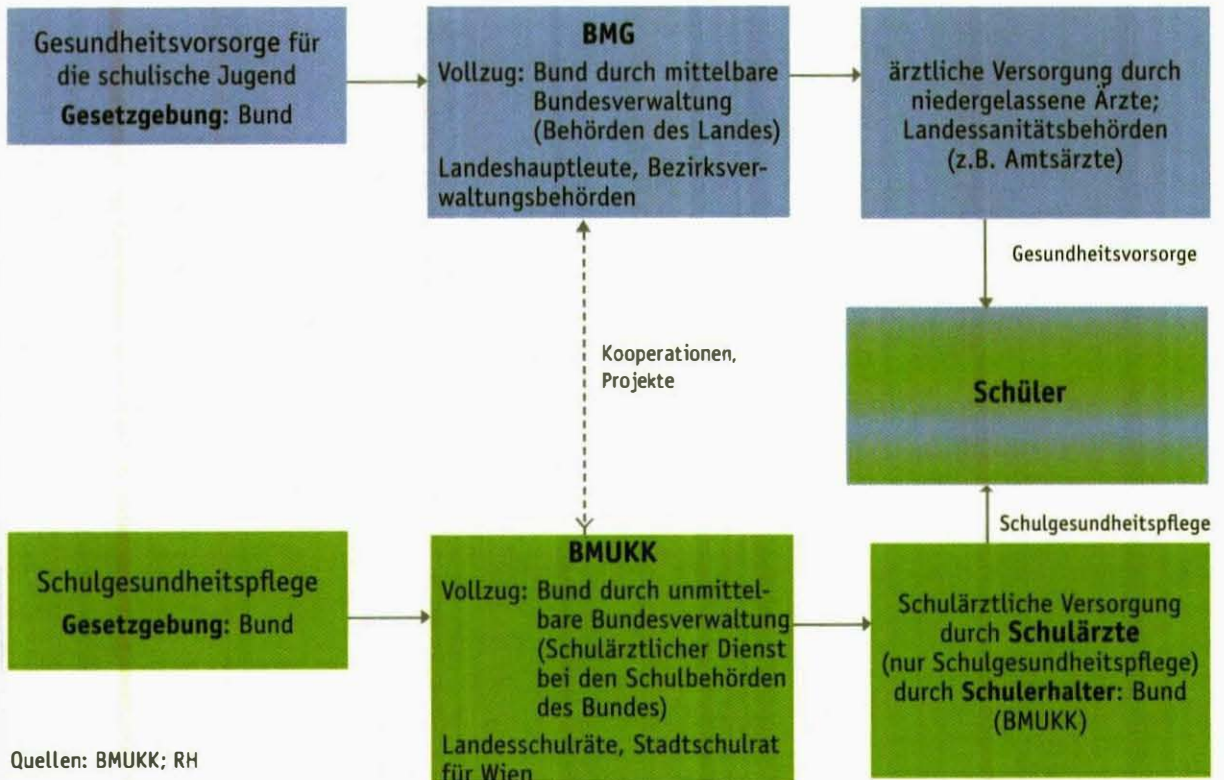 Gesundheitsvorsorge für
die schulische Jugend
Gesetzgebung: Bund
BMG
Vollzug: Bund durch mittelbare
Bundesverwaltung
(Behörden des Landes)
Landeshauptleute, Bezirksver-
waltungsbehörden
ärztliche Versorgung durch
niedergelassene Ärzte;
Landessanitätsbehörden
(z.B. Amtsärzte)
Gesundheitsvorsorge
Kooperationen,
Projekte
Schüler
Schulgesundheitspflege
Schulgesundheitspflege
Gesetzgebung: Bund
BMUKK
Vollzug: Bund durch unmittel-
bare Bundesverwaltung
(Schulärztlicher Dienst
bei den Schulbehörden
des Bundes)
Landesschulräte, Stadtschulrat
für Wien
Schulärztliche Versorgung
durch Schulärzte
(nur Schulgesundheitspflege)
durch Schulerhalter: Bund
(BMUKK)
Quellen: BMUKK; RH